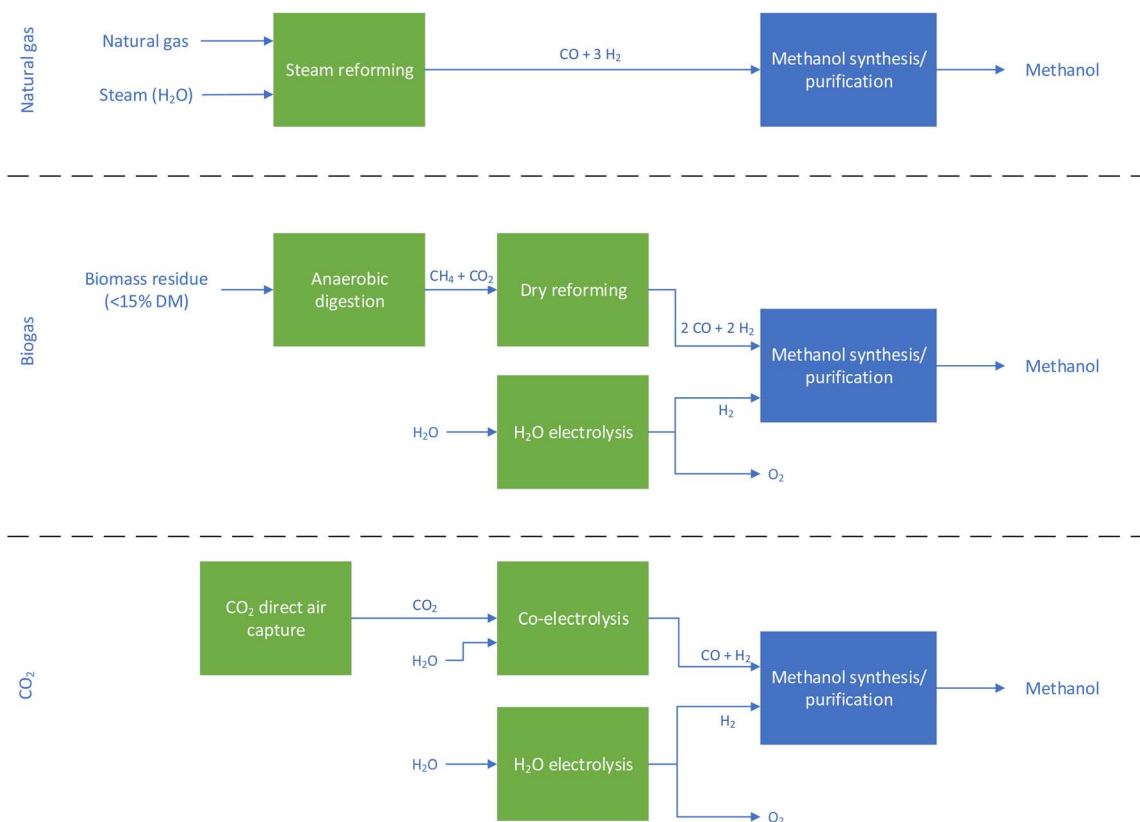 Natural gas
Natural gas
Steam (H₂O)
Steam reforming
CO + 3 H₂
Methanol synthesis/
purification
Methanol
Biogas
Biomass residue
(<15% DM)
Anaerobic
digestion
CH₄ + CO₂
Dry reforming
2 CO + 2 H₂
Methanol synthesis/
purification
Methanol
H₂O
H₂O electrolysis
H₂
O₂
CO₂
CO₂ direct air
capture
CO₂
H₂O
Co-electrolysis
CO + H₂
Methanol synthesis/
purification
Methanol
H₂O
H₂O electrolysis
H₂
O₂